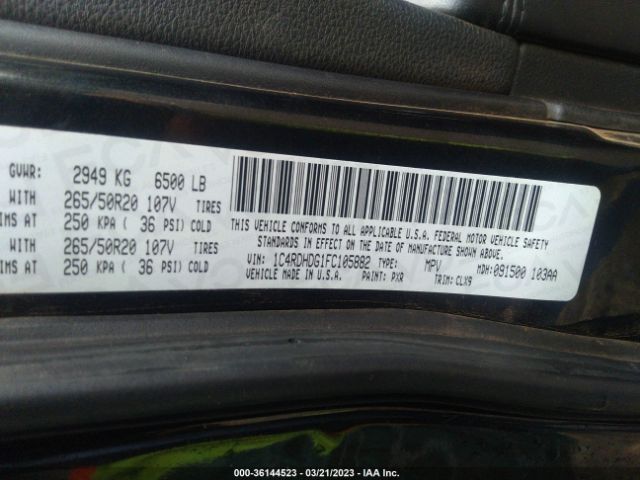 GVWR: 2949 KG 6500 LB
WITH 265/50R20 107V TIRES
IMS AT 250 KPA ( 36 PSI) COLD
WITH 265/50R20 107V TIRES
IMS AT 250 KPA ( 36 PSI) COLD
THIS VEHICLE CONFORMS TO ALL APPLICABLE U.S.A. FEDERAL MOTOR VEHICLE SAFETY
STANDARDS IN EFFECT ON THE DATE OF MANUFACTURE SHOWN ABOVE.
VIN: 1C4RDHDG1FC105882 TYPE: MPV MDH:091500 103AA
MADE IN U.S.A. PAINT: PXR TRIM: CLX9
000-36144523 - 03/21/2023 - IAA Inc.